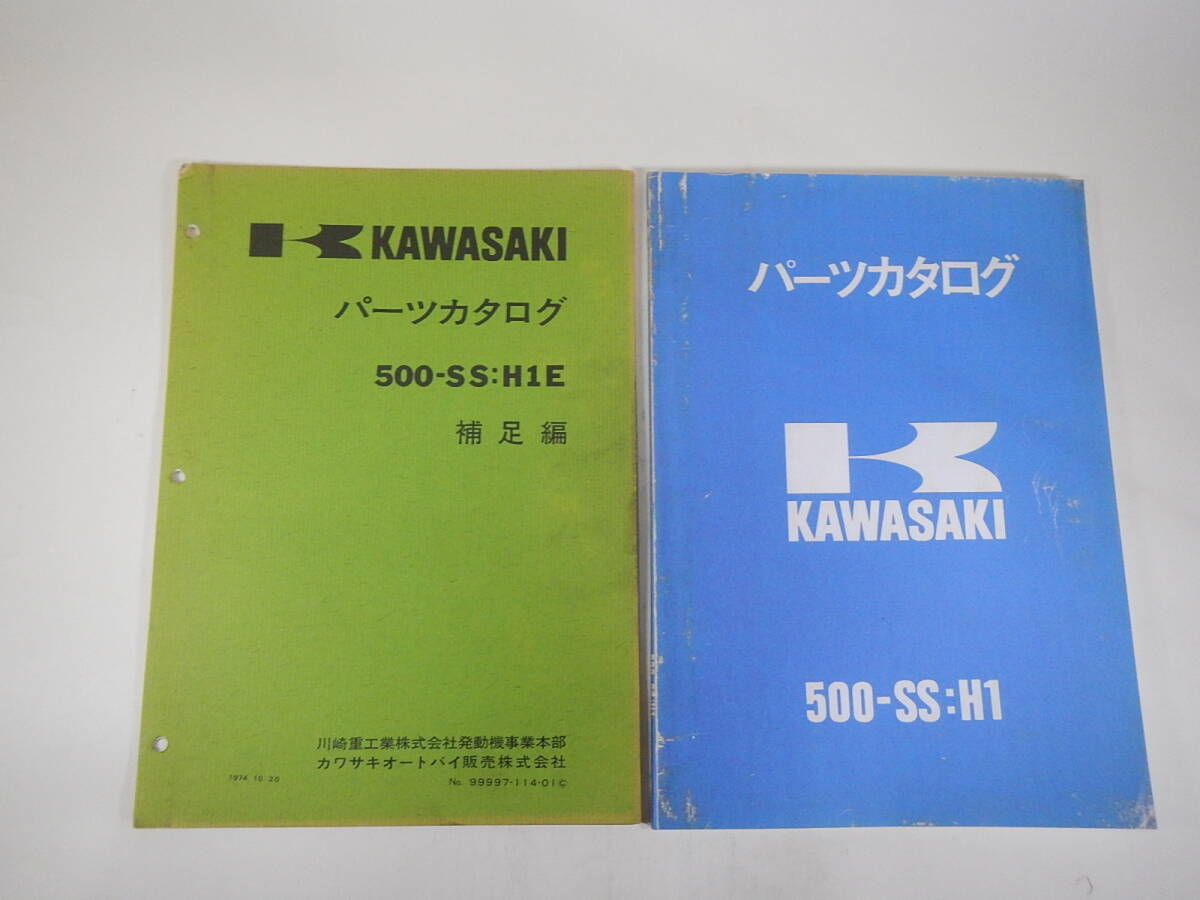 KAWASAKI
パーツカタログ
500-SS:H1E
補足編
川崎重工業株式会社発動機事業本部
カワサキオートバイ販売株式会社
1974.10.20
No. 99997-114-01 ©
パーツカタログ
KAWASAKI
500-SS:H1